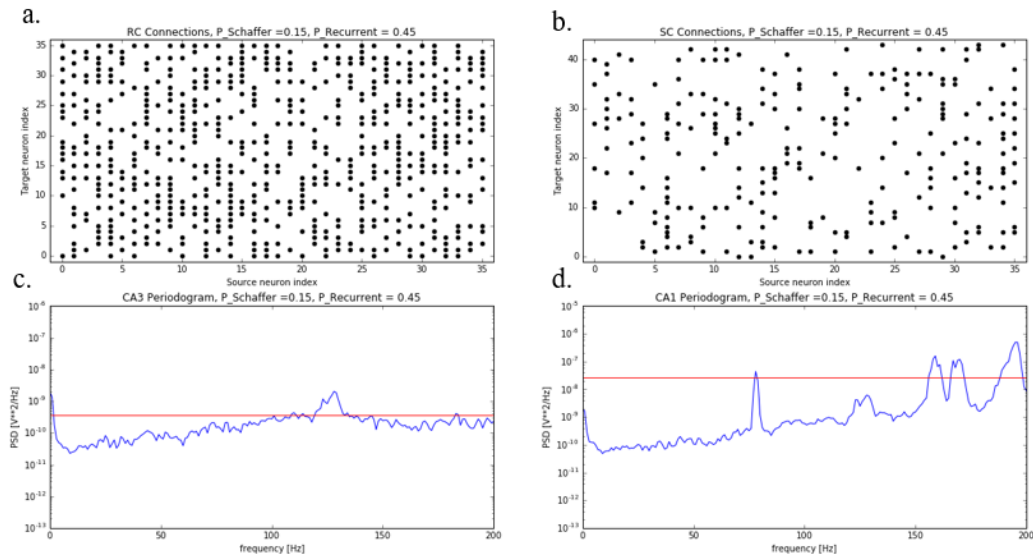 a.
RC Connections, P_Schaffer =0.15, P_Recurrent = 0.45
35
30
25
20
15
10
5
0
Target neuron index
0 5 10 15 20 25 30 35
Source neuron index
b.
SC Connections, P_Schaffer =0.15, P_Recurrent = 0.45
40
30
20
10
0
Target neuron index
0 5 10 15 20 25 30 35
Source neuron index
c.
CA3 Periodogram, P_Schaffer =0.15, P_Recurrent = 0.45
10^-6
10^-7
10^-8
10^-9
10^-10
10^-11
10^-12
10^-13
PSD [V**2/Hz]
0 50 100 150 200
frequency [Hz]
d.
CA1 Periodogram, P_Schaffer =0.15, P_Recurrent = 0.45
10^-5
10^-6
10^-7
10^-8
10^-9
10^-10
10^-11
10^-12
10^-13
PSD [V**2/Hz]
0 50 100 150 200
frequency [Hz]